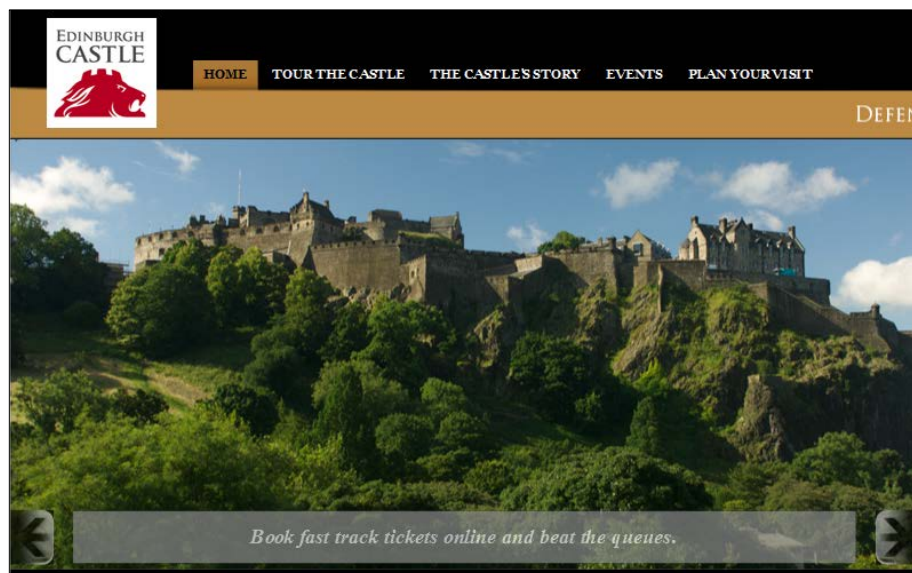 EDINBURGH
CASTLE
HOME TOUR THE CASTLE THE CASTLE'S STORY EVENTS PLAN YOUR VISIT
DEFEN
Book fast track tickets online and beat the queues.